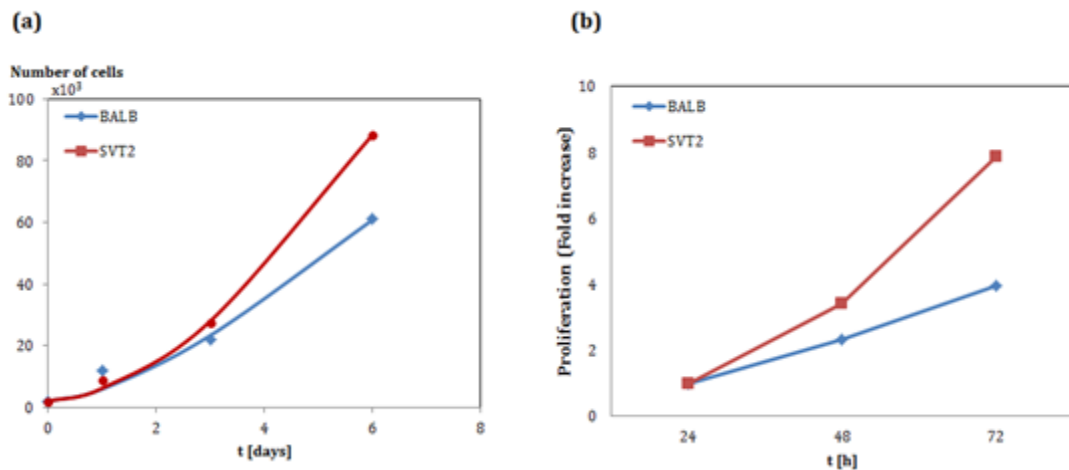 (a)
Number of cells
x10³
100
80
60
40
20
0
0 2 4 6 8
t [days]
BALB
SVT2
(b)
Proliferation (Fold increase)
10
8
6
4
2
0
24 48 72
t [h]
BALB
SVT2